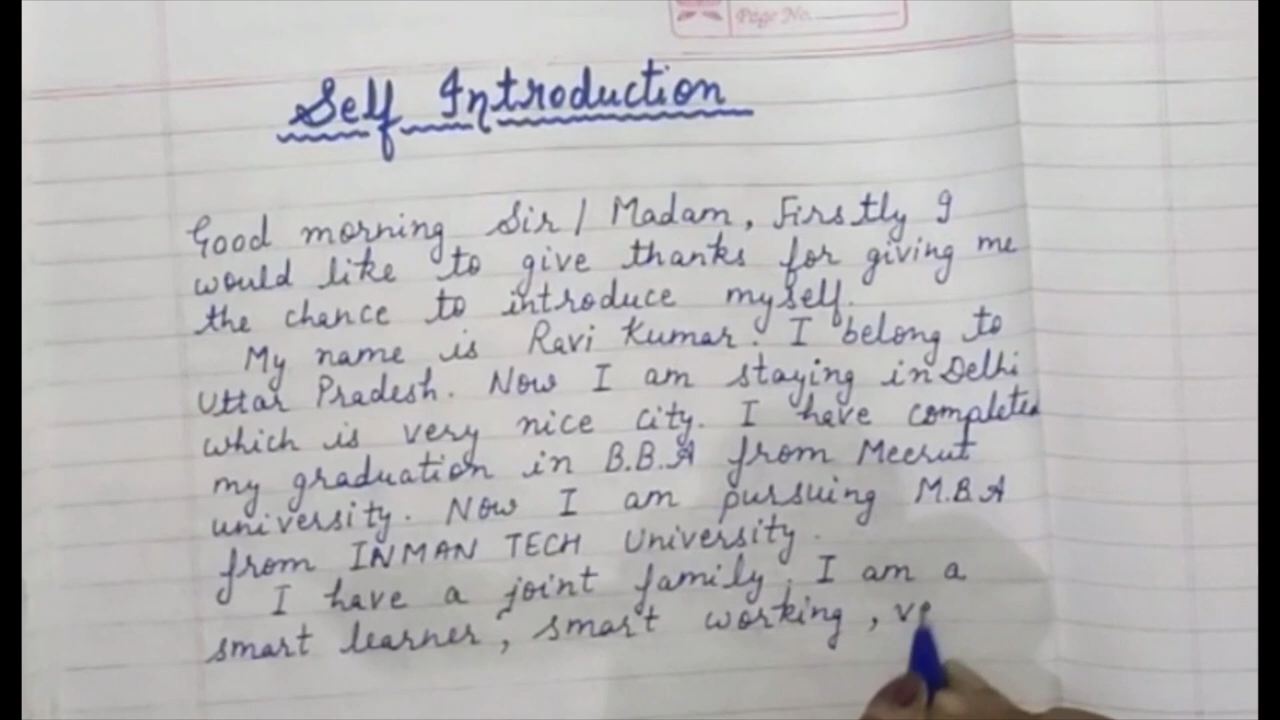 Page No.
Self Introduction
Good morning Sir / Madam, Firstly I
would like to give thanks for giving me
the chance to introduce myself.
My name is Ravi Kumar. I belong to
Uttar Pradesh. Now I am staying in Delhi
which is very nice city. I have completed
my graduation in B.B.A from Meerut
university. Now I am pursuing M.B.A
from INMAN TECH University.
I have a joint family. I am a
smart learner, smart working,